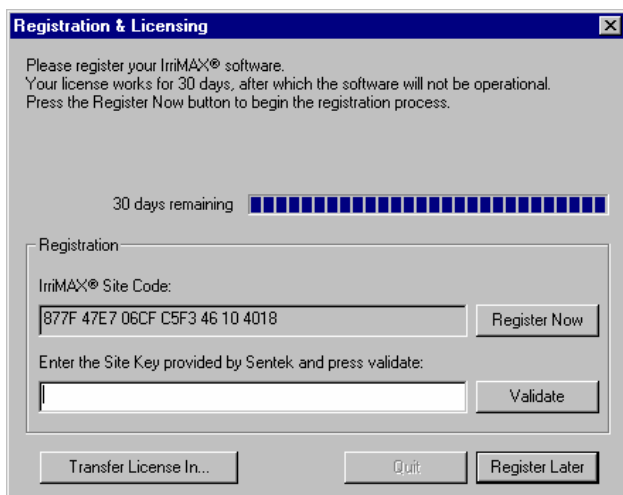 Registration & Licensing
Please register your IrriMAX® software.
Your license works for 30 days, after which the software will not be operational.
Press the Register Now button to begin the registration process.
30 days remaining
Registration
IrriMAX® Site Code:
877F 47E7 06CF C5F3 46 10 4018
Register Now
Enter the Site Key provided by Sentek and press validate:
Validate
Transfer License In...
Quit
Register Later